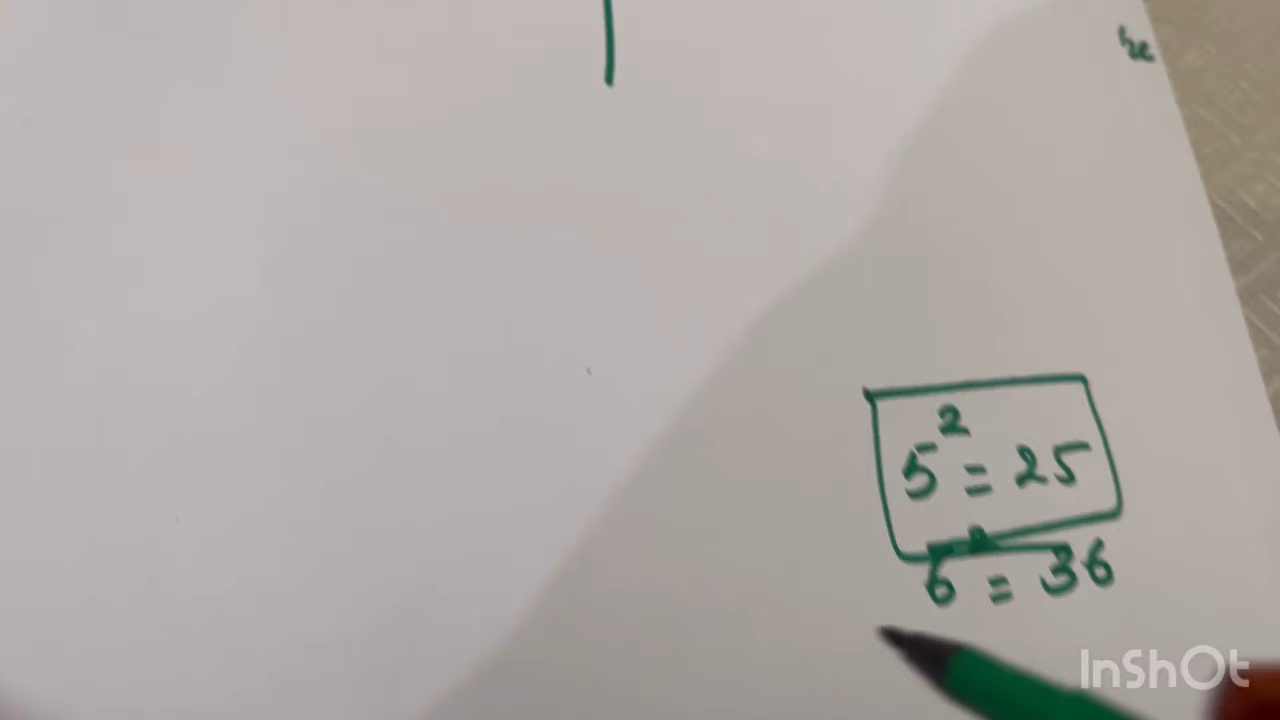 5² = 25
6² = 36
InShOt